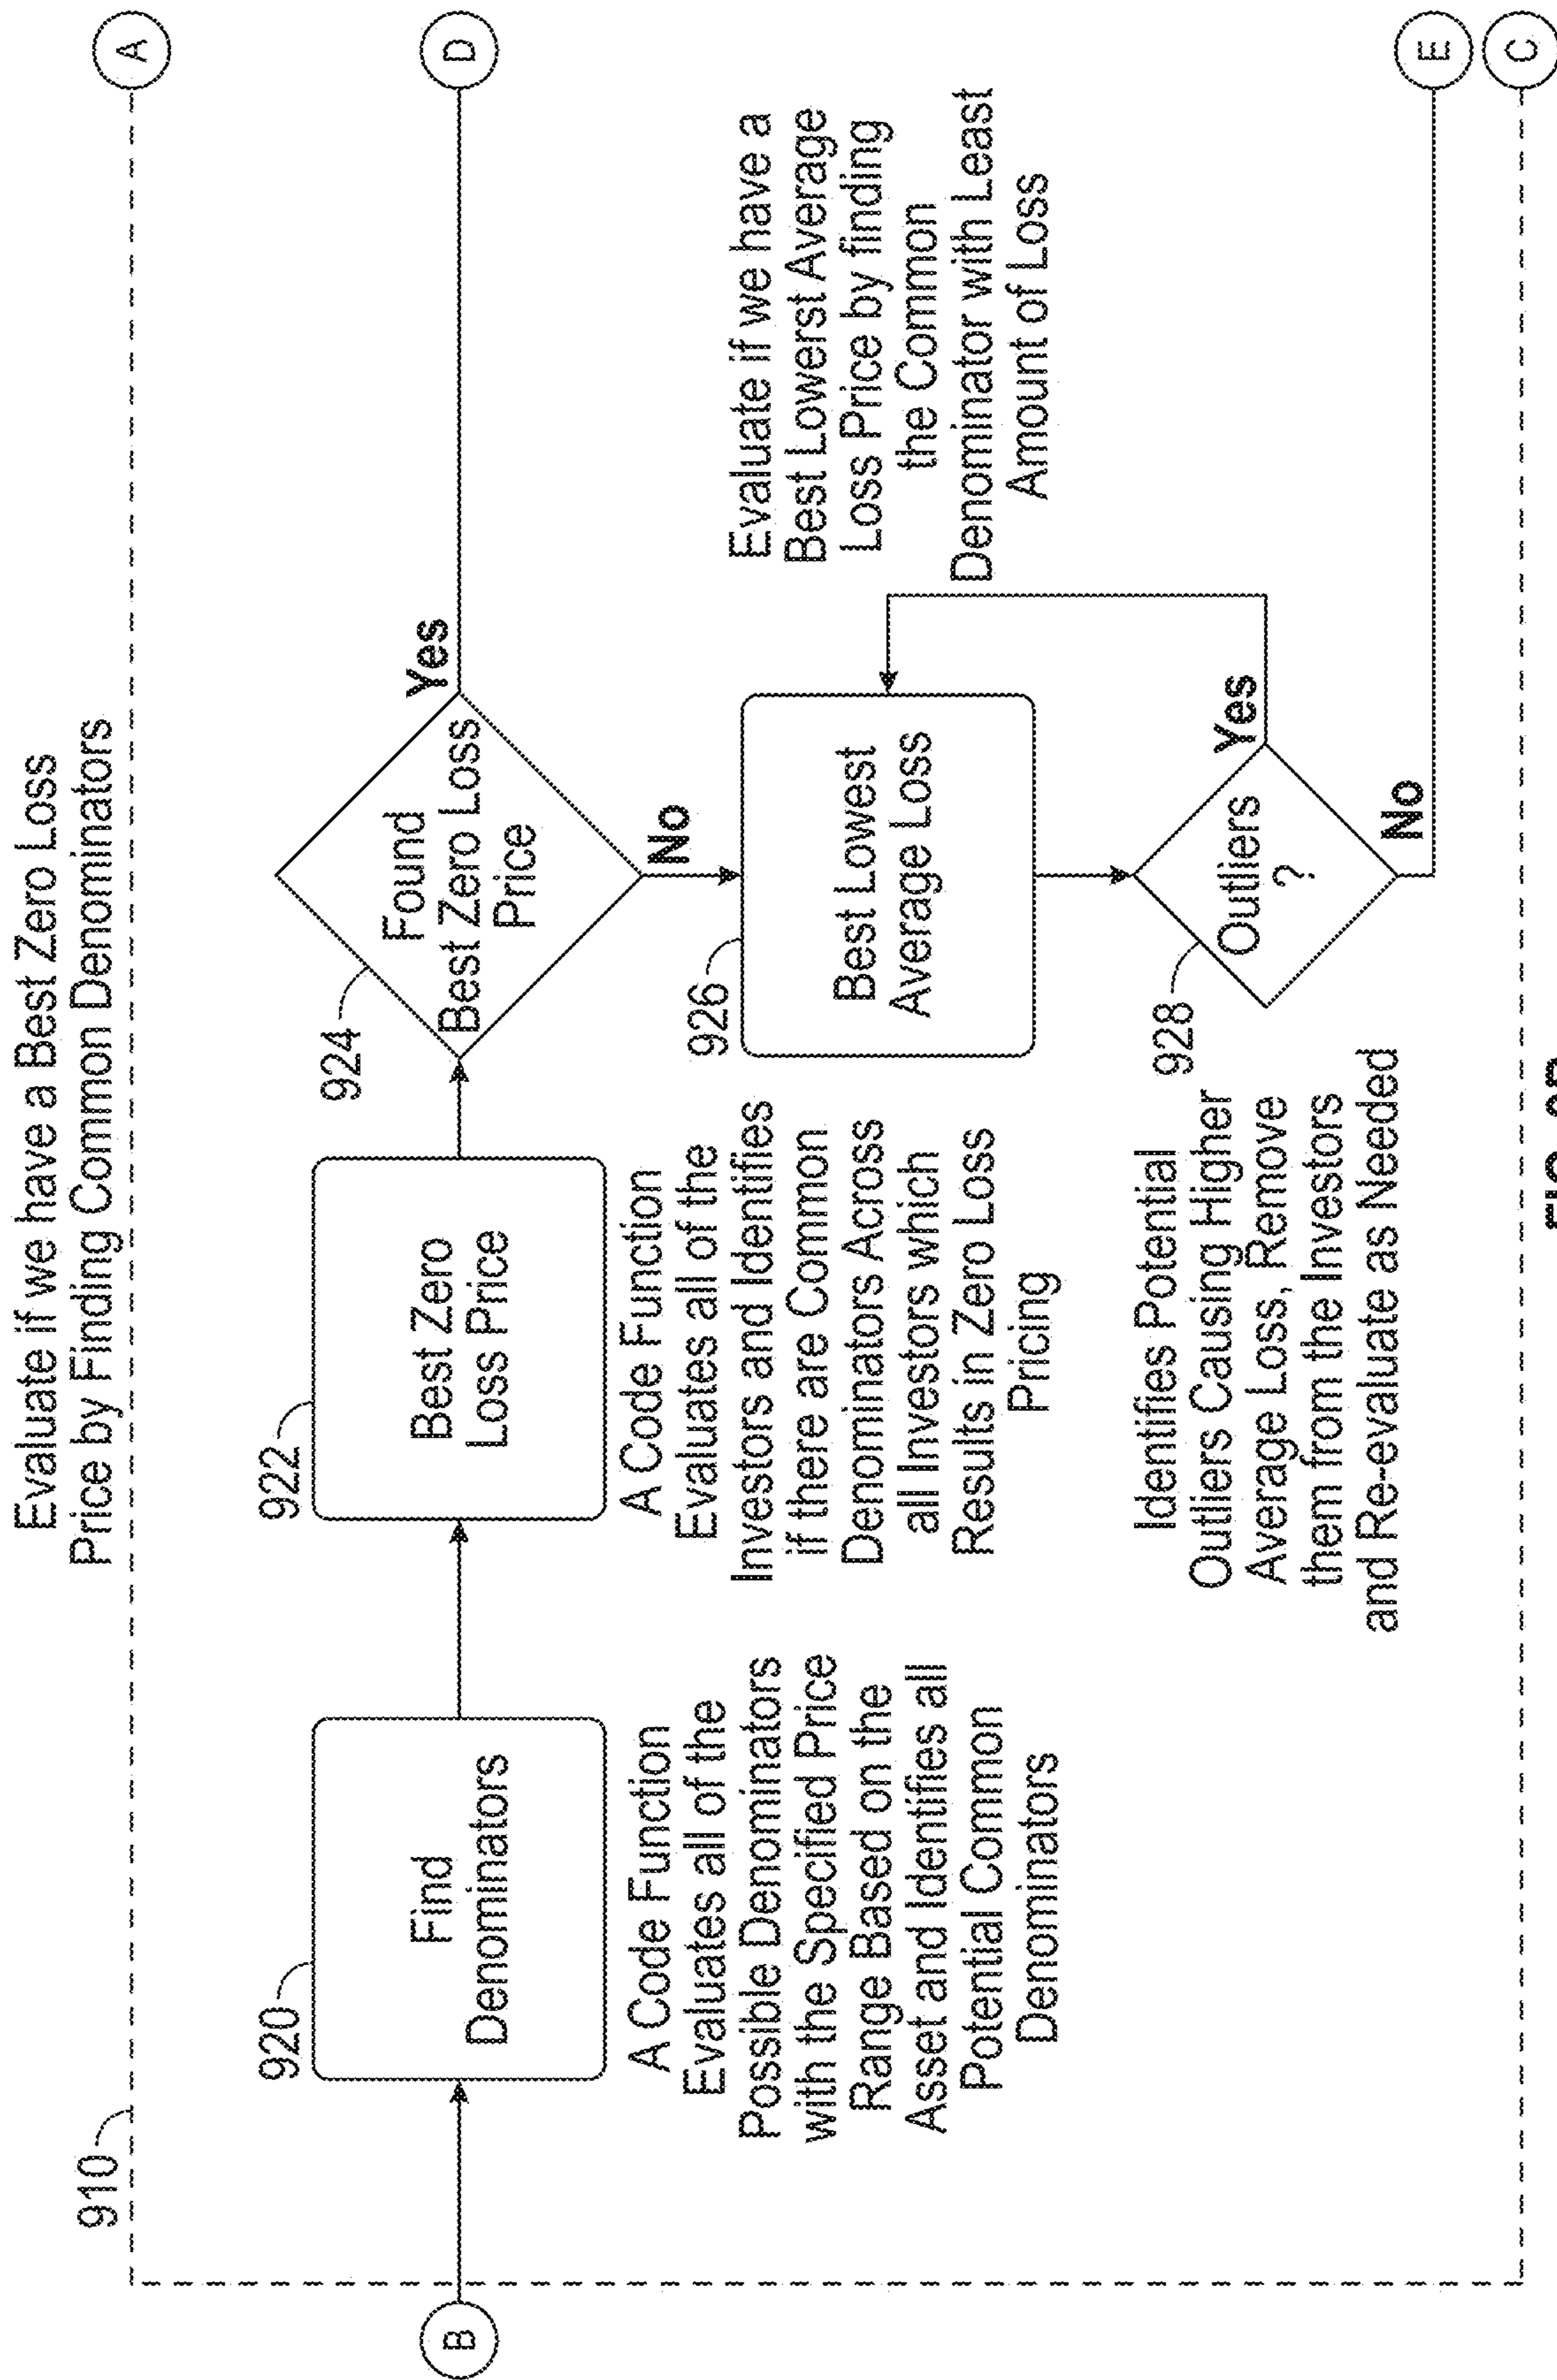 Evaluate if we have a Best Zero Loss
Price by Finding Common Denominators
910
A
B
920
Find
Denominators
A Code Function
Evaluates all of the
Possible Denominators
with the Specified Price
Range Based on the
Asset and Identifies all
Potential Common
Denominators
922
Best Zero
Loss Price
A Code Function
Evaluates all of the
Investors and Identifies
if there are Common
Denominators Across
all Investors which
Results in Zero Loss
Pricing
924
Found
Best Zero Loss
Price
Yes
D
No
926
Best Lowest
Average Loss
Evaluate if we have a
Best Lowerst Average
Loss Price by finding
the Common
Denominator with Least
Amount of Loss
928
Outliers
?
Yes
No
Identifies Potential
Outliers Causing Higher
Average Loss, Remove
them from the Investors
and Re-evaluate as Needed
E
C